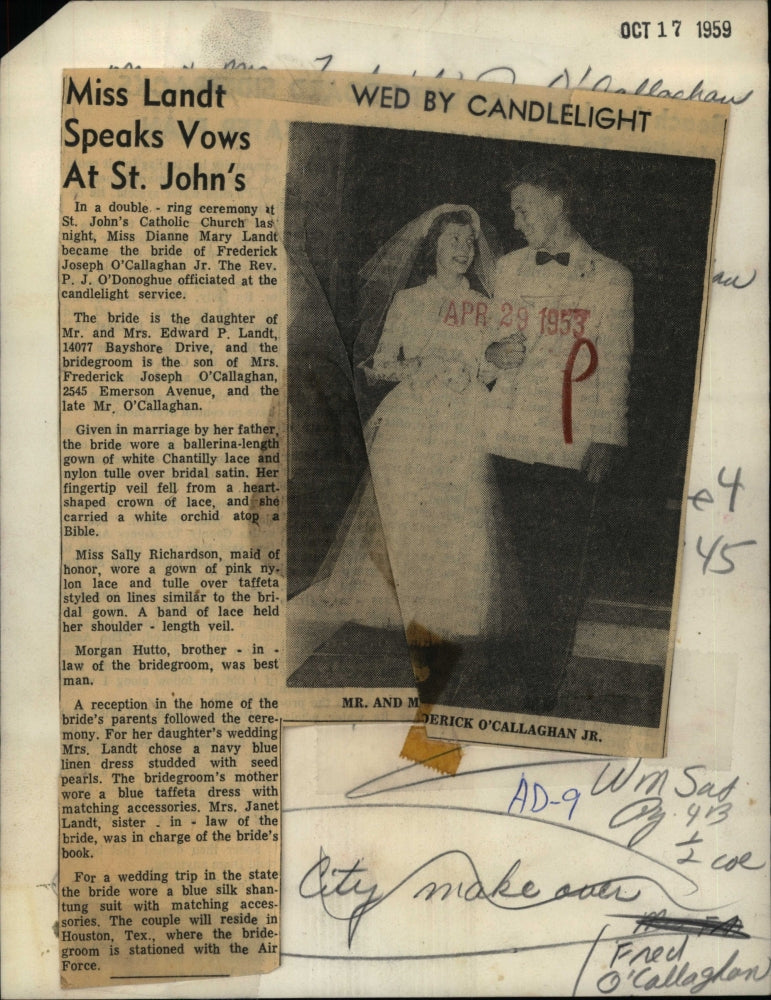 OCT 17 1959
O'Callaghan
Miss Landt
Speaks Vows
At St. John's
In a double - ring ceremony at
St. John's Catholic Church las
night, Miss Dianne Mary Landt
became the bride of Frederick
Joseph O'Callaghan Jr. The Rev.
P. J. O'Donoghue officiated at the
candlelight service.
The bride is the daughter of
Mr. and Mrs. Edward P. Landt,
14077 Bayshore Drive, and the
bridegroom is the son of Mrs.
Frederick Joseph O'Callaghan,
2545 Emerson Avenue, and the
late Mr. O'Callaghan.
Given in marriage by her father,
the bride wore a ballerina-length
gown of white Chantilly lace and
nylon tulle over bridal satin. Her
fingertip veil fell from a heart-
shaped crown of lace, and she
carried a white orchid atop a
Bible.
Miss Sally Richardson, maid of
honor, wore a gown of pink ny-
lon lace and tulle over taffeta
styled on lines similar to the bri-
dal gown. A band of lace held
her shoulder - length veil.
Morgan Hutto, brother - in -
law of the bridegroom, was best
man.
A reception in the home of the
bride's parents followed the cere-
mony. For her daughter's wedding
Mrs. Landt chose a navy blue
linen dress studded with seed
pearls. The bridegroom's mother
wore a blue taffeta dress with
matching accessories. Mrs. Janet
Landt, sister - in - law of the
bride, was in charge of the bride's
book.
For a wedding trip in the state
the bride wore a blue silk shan-
tung suit with matching acces-
sories. The couple will reside in
Houston, Tex., where the bride-
groom is stationed with the Air
Force.
WED BY CANDLELIGHT
APR 29 1953
P
MR. AND M
DERICK O'CALLAGHAN JR.
45
AD-9
Wm Sat
1/2 col
City make over
Fred
O'Callaghan